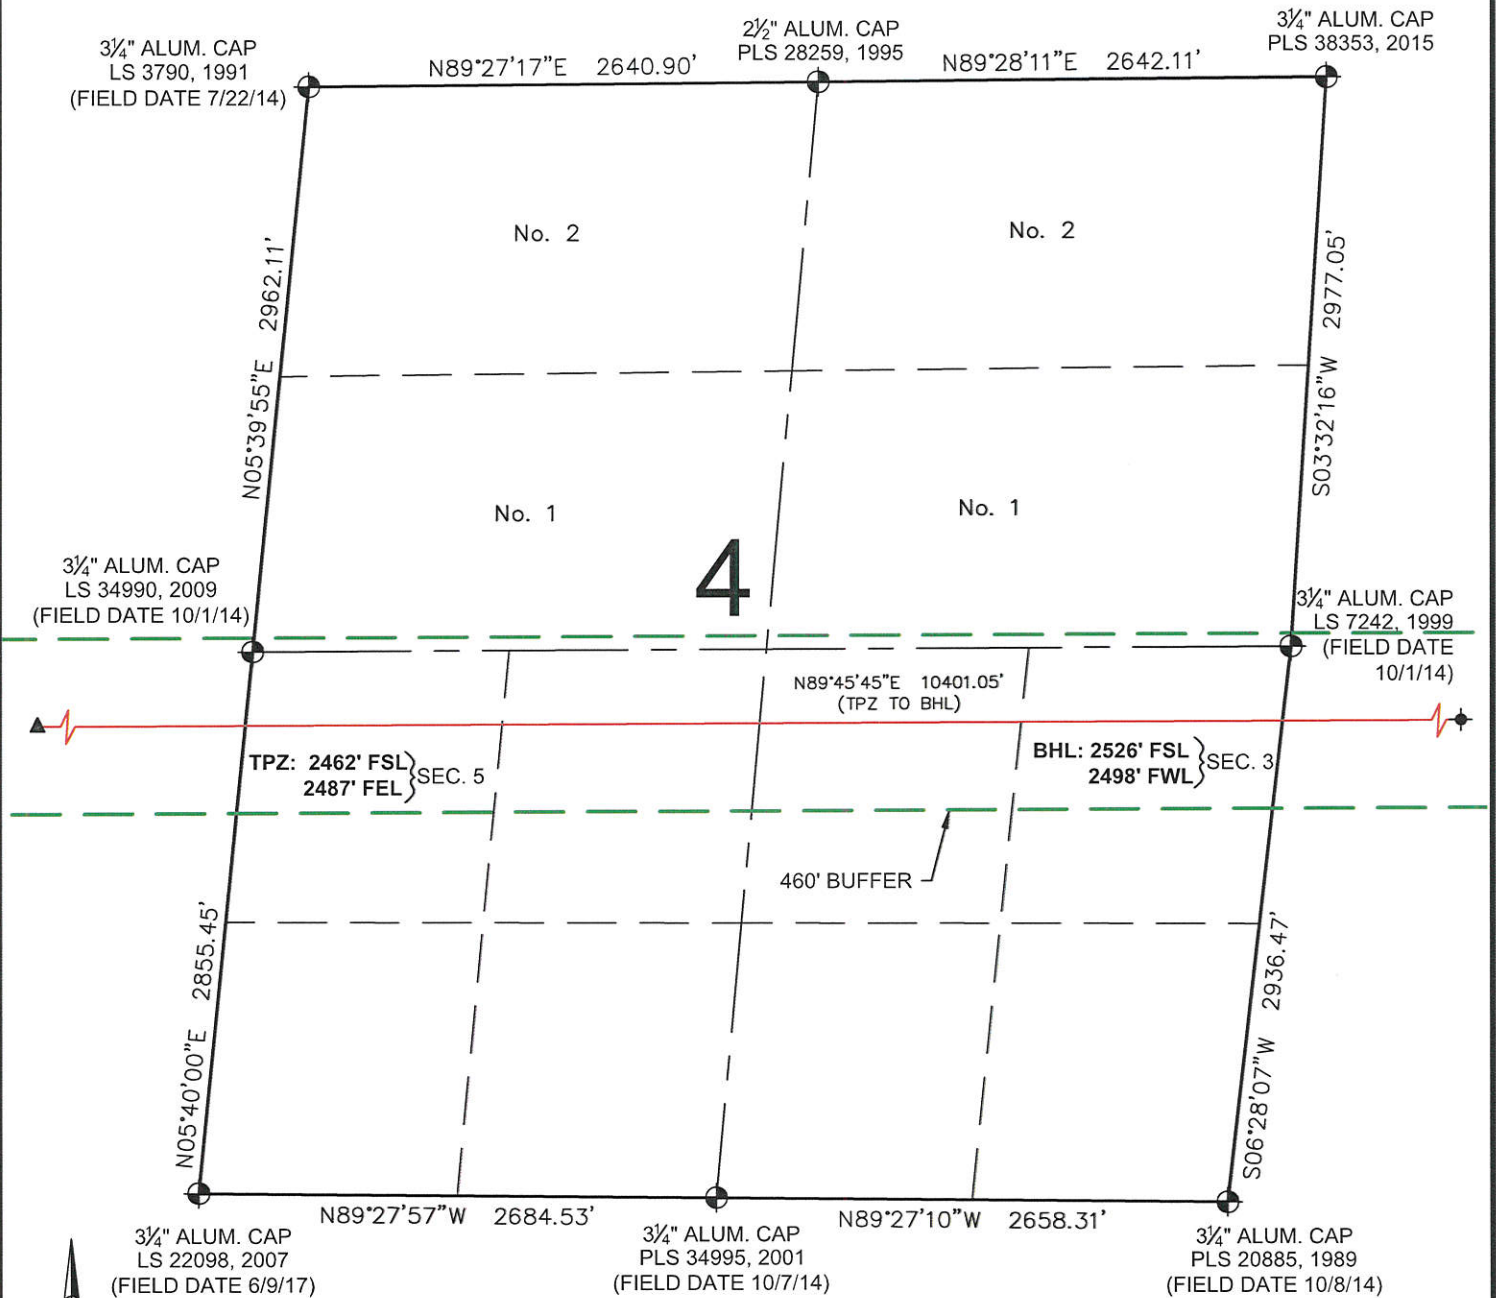 3¼" ALUM. CAP
LS 3790, 1991
(FIELD DATE 7/22/14)
N89°27'17"E 2640.90'
2½" ALUM. CAP
PLS 28259, 1995
N89°28'11"E 2642.11'
3¼" ALUM. CAP
PLS 38353, 2015
No. 2
No. 2
N05°39'55"E 2962.11'
S03°32'16"W 2977.05'
No. 1
No. 1
4
3¼" ALUM. CAP
LS 34990, 2009
(FIELD DATE 10/1/14)
3¼" ALUM. CAP
LS 7242, 1999
(FIELD DATE
10/1/14)
N89°45'45"E 10401.05'
(TPZ TO BHL)
TPZ: 2462' FSL
2487' FEL
SEC. 5
BHL: 2526' FSL
2498' FWL
SEC. 3
460' BUFFER
N05°40'00"E 2855.45'
S06°28'07"W 2936.47'
N89°27'57"W 2684.53'
N89°27'10"W 2658.31'
3¼" ALUM. CAP
LS 22098, 2007
(FIELD DATE 6/9/17)
3¼" ALUM. CAP
PLS 34995, 2001
(FIELD DATE 10/7/14)
3¼" ALUM. CAP
PLS 20885, 1989
(FIELD DATE 10/8/14)